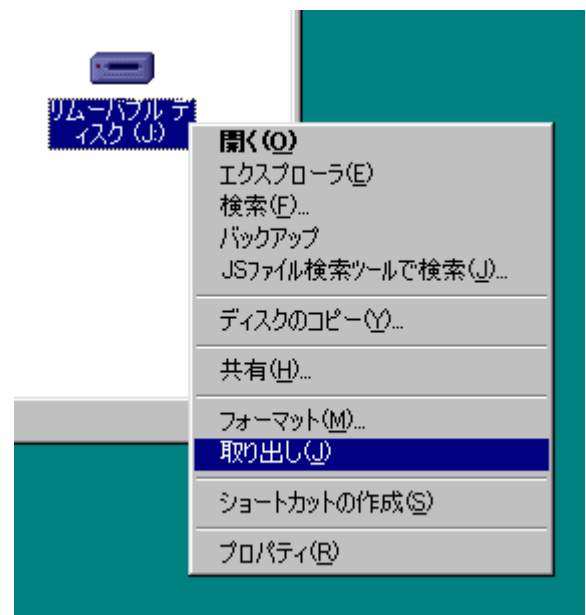 リムーバブル デ
ィスク (J:)
開く(O)
エクスプローラ(E)
検索(F)...
バックアップ
JSファイル検索ツールで検索(J)...
ディスクのコピー(Y)...
共有(H)...
フォーマット(M)...
取り出し(J)
ショートカットの作成(S)
プロパティ(R)